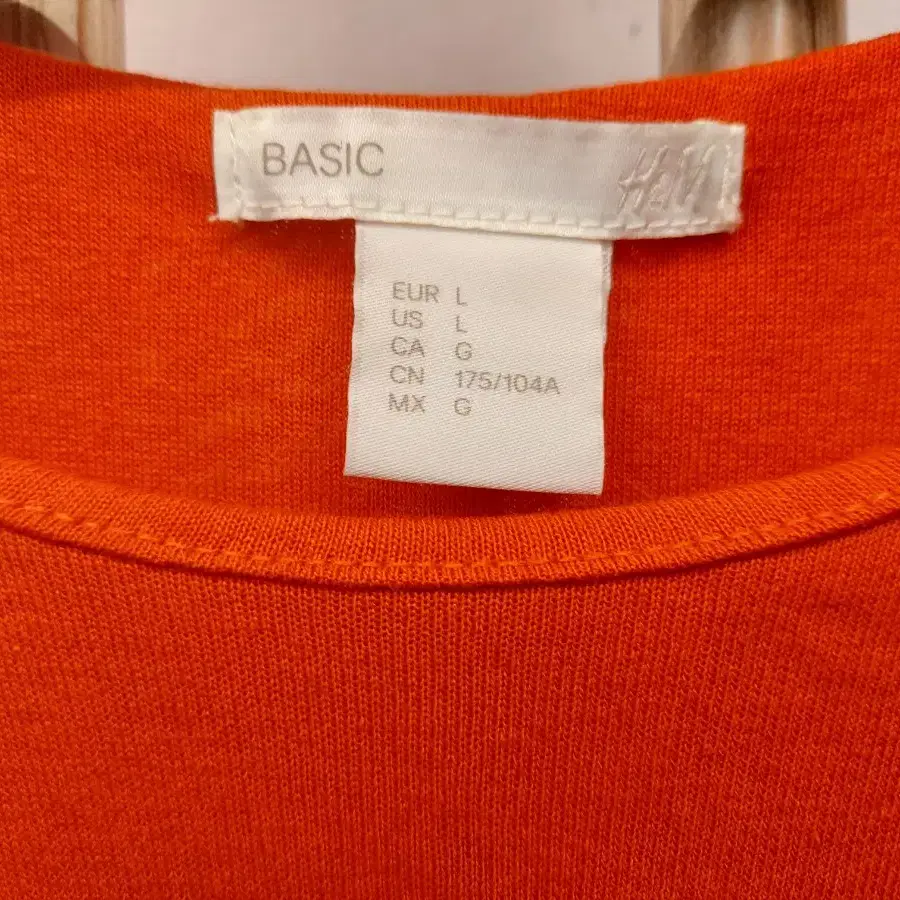 BASIC H&M
EUR L
US L
CA G
CN 175/104A
MX G